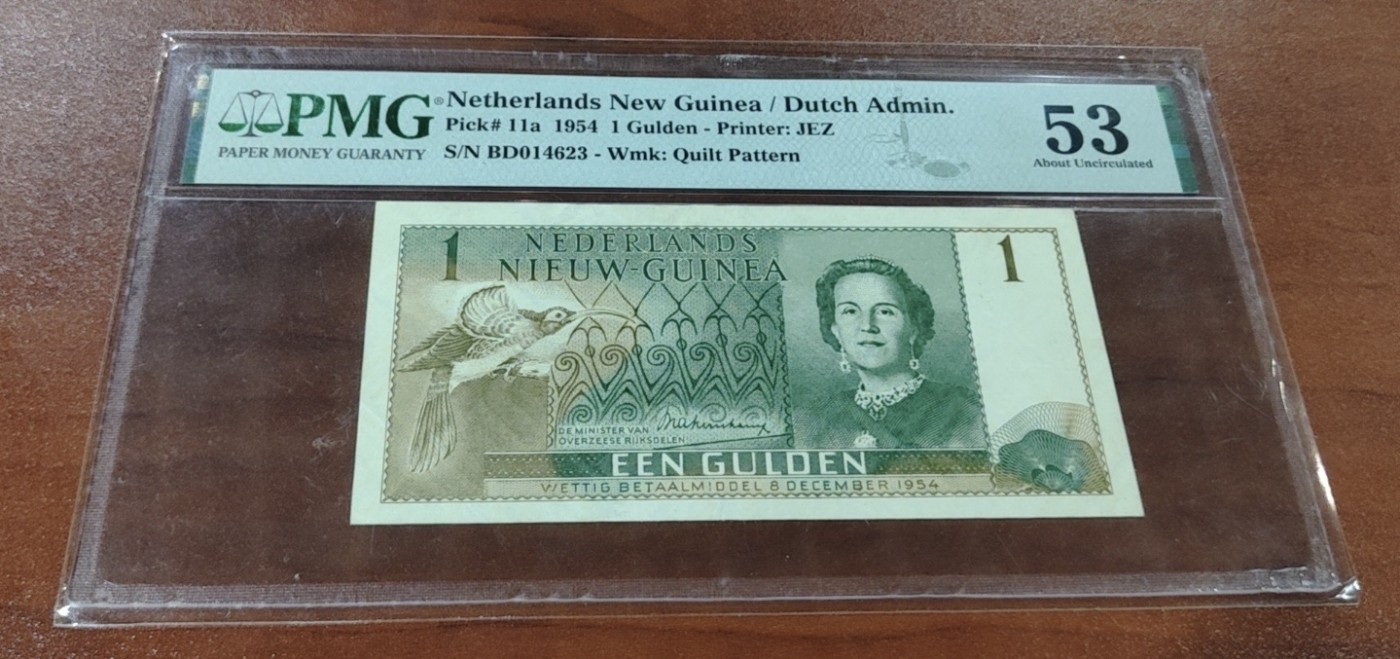 PMG®
PAPER MONEY GUARANTY
Netherlands New Guinea / Dutch Admin.
Pick# 11a 1954 1 Gulden - Printer: JEZ
S/N BD014623 - Wmk: Quilt Pattern
53
About Uncirculated
1
NEDERLANDS
NIEUW-GUINEA
1
DE MINISTER VAN
OVERZEESE RIJKSDELEN
EEN GULDEN
WETTIG BETAALMIDDEL 8 DECEMBER 1954